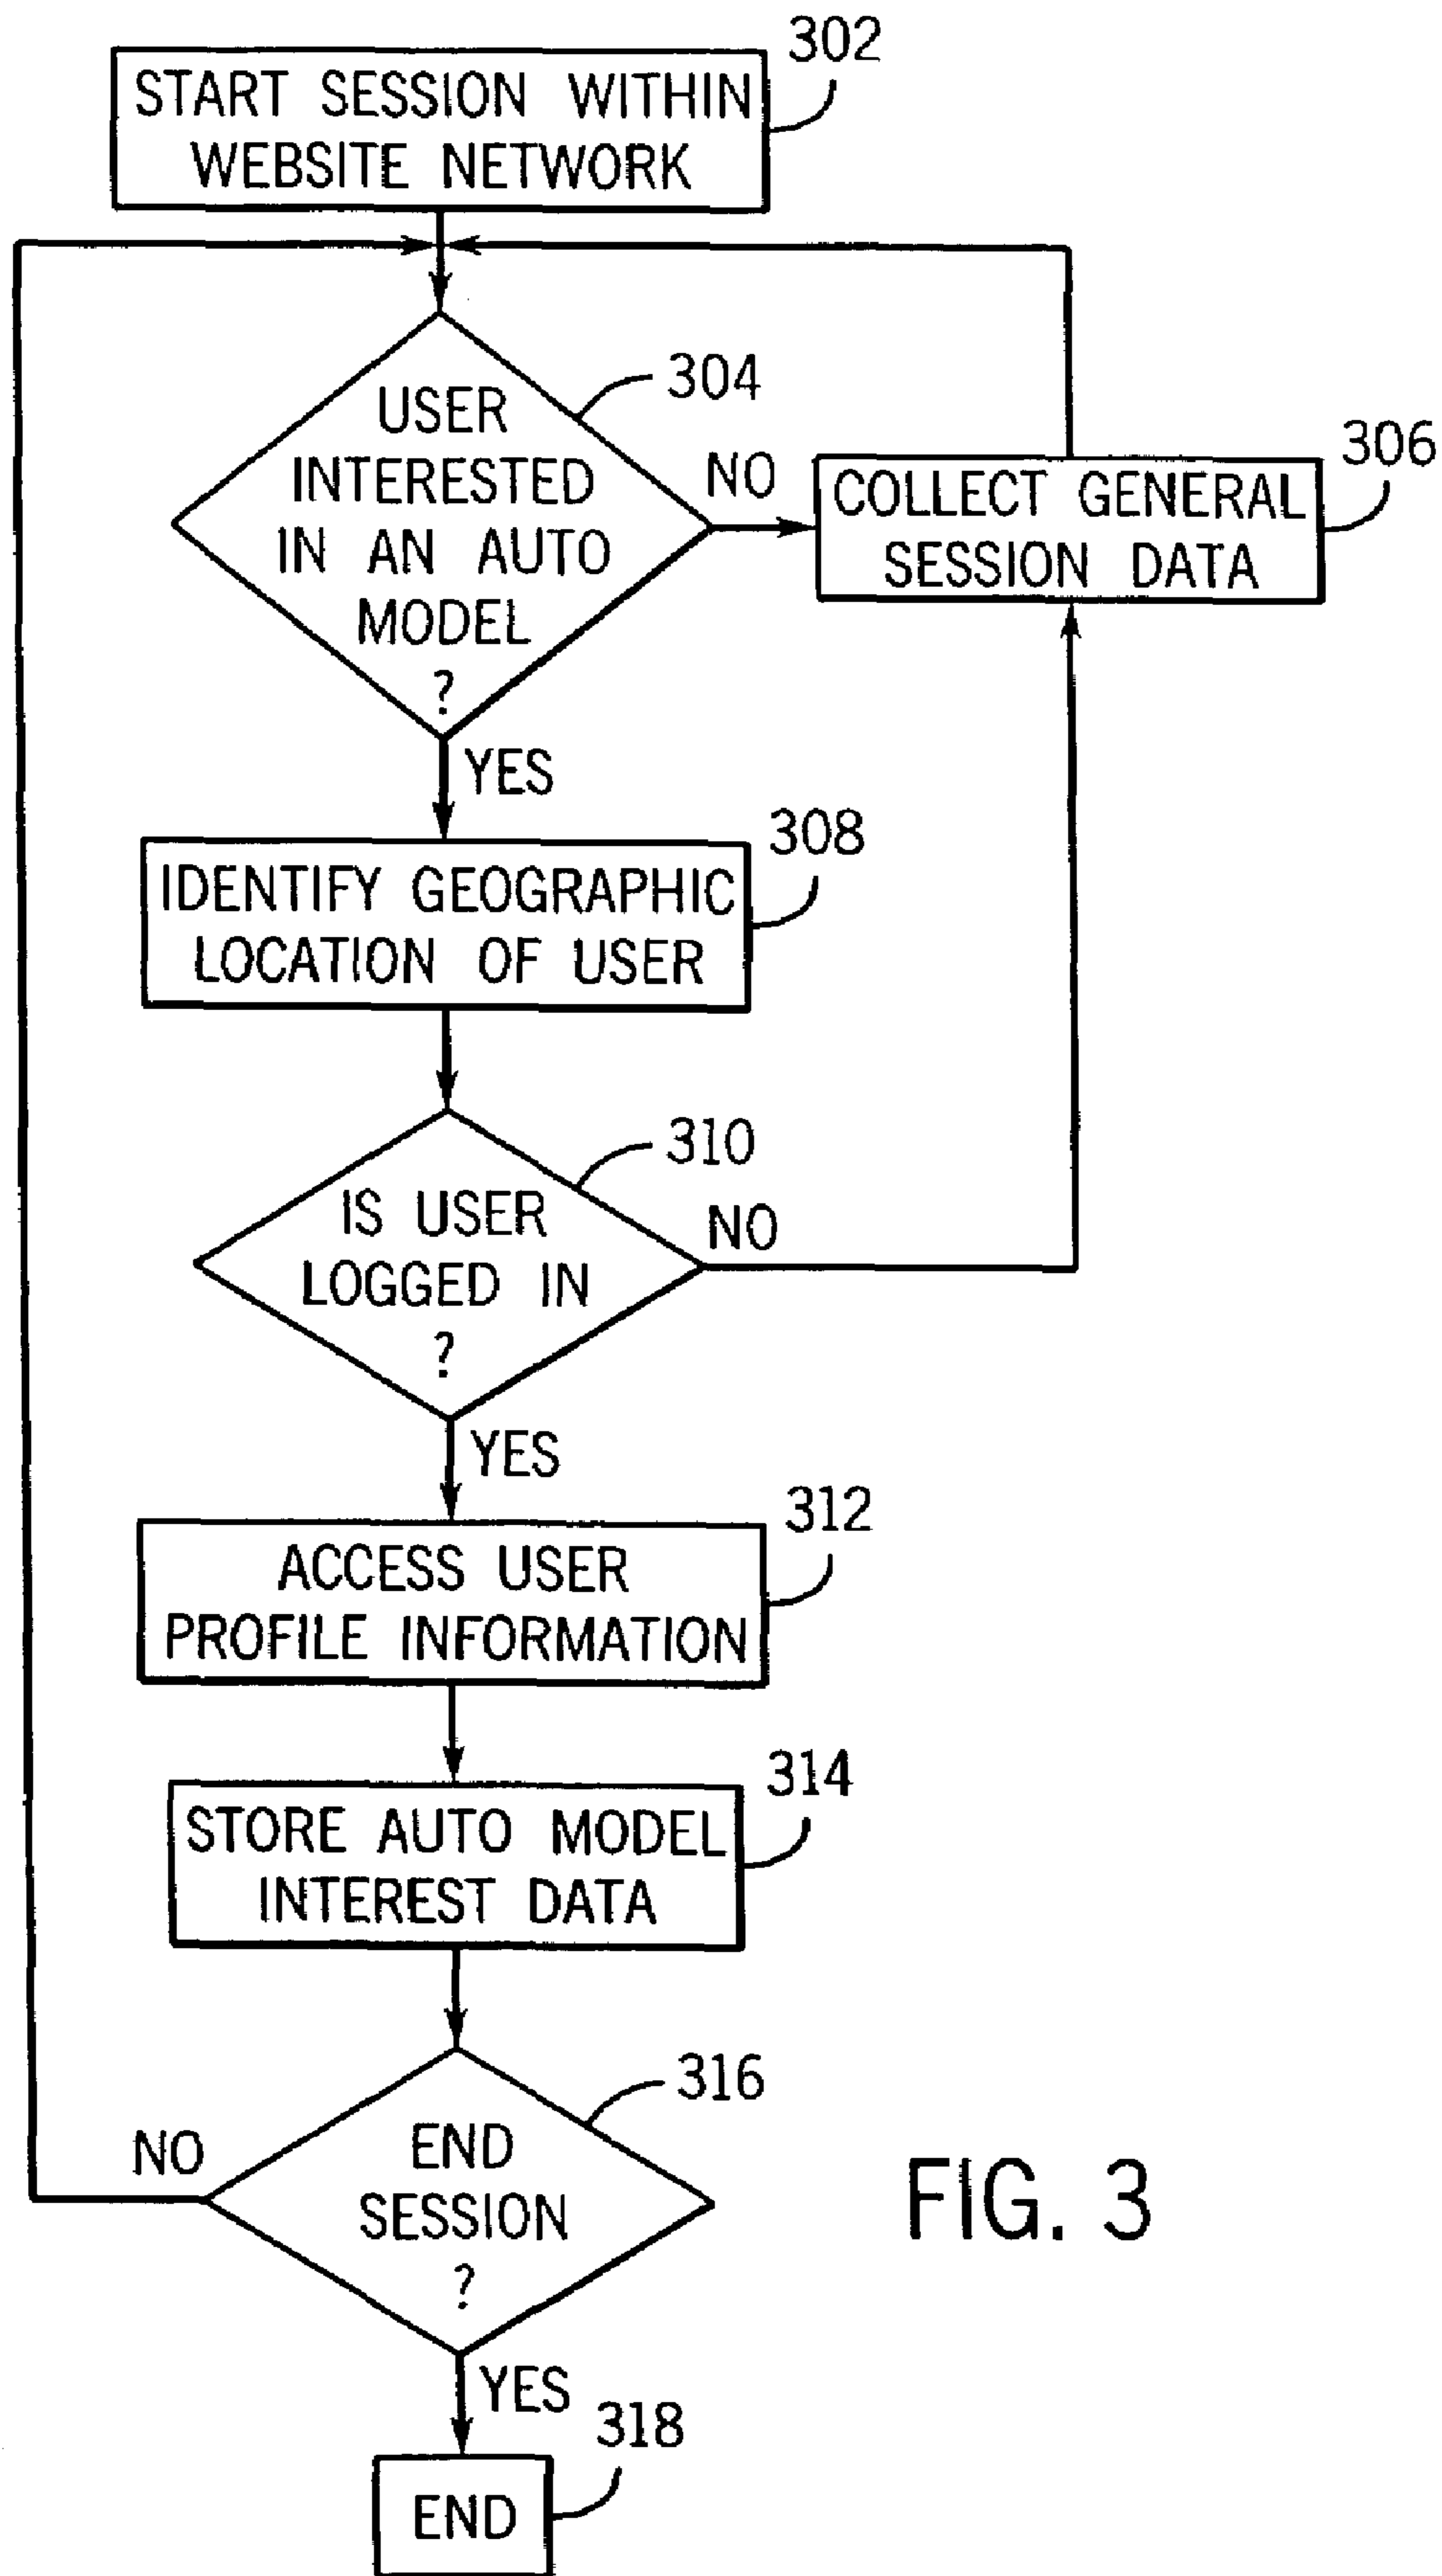 302
START SESSION WITHIN
WEBSITE NETWORK
304
USER
INTERESTED
IN AN AUTO
MODEL
?
NO
306
COLLECT GENERAL
SESSION DATA
YES
308
IDENTIFY GEOGRAPHIC
LOCATION OF USER
310
IS USER
LOGGED IN
?
NO
YES
312
ACCESS USER
PROFILE INFORMATION
314
STORE AUTO MODEL
INTEREST DATA
316
END
SESSION
?
NO
FIG. 3
YES
318
END